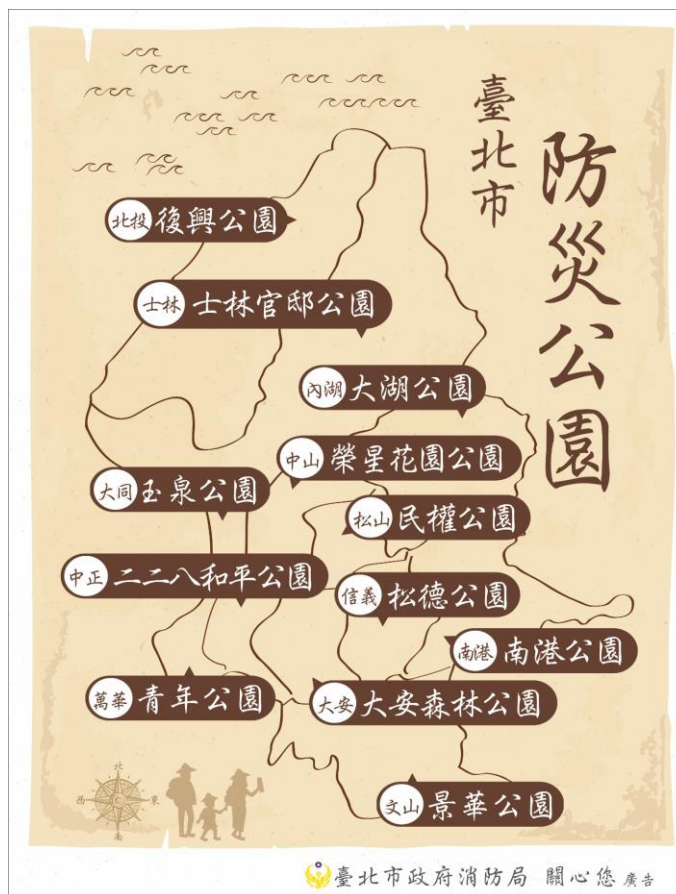 臺北市
防災公園
北投 復興公園
士林 士林官邸公園
內湖 大湖公園
中山 榮星花園公園
大同 玉泉公園
松山 民權公園
中正 二二八和平公園
信義 松德公園
南港 南港公園
萬華 青年公園
大安 大安森林公園
文山 景華公園
北
西 東
南
臺北市政府消防局 關心您 廣告